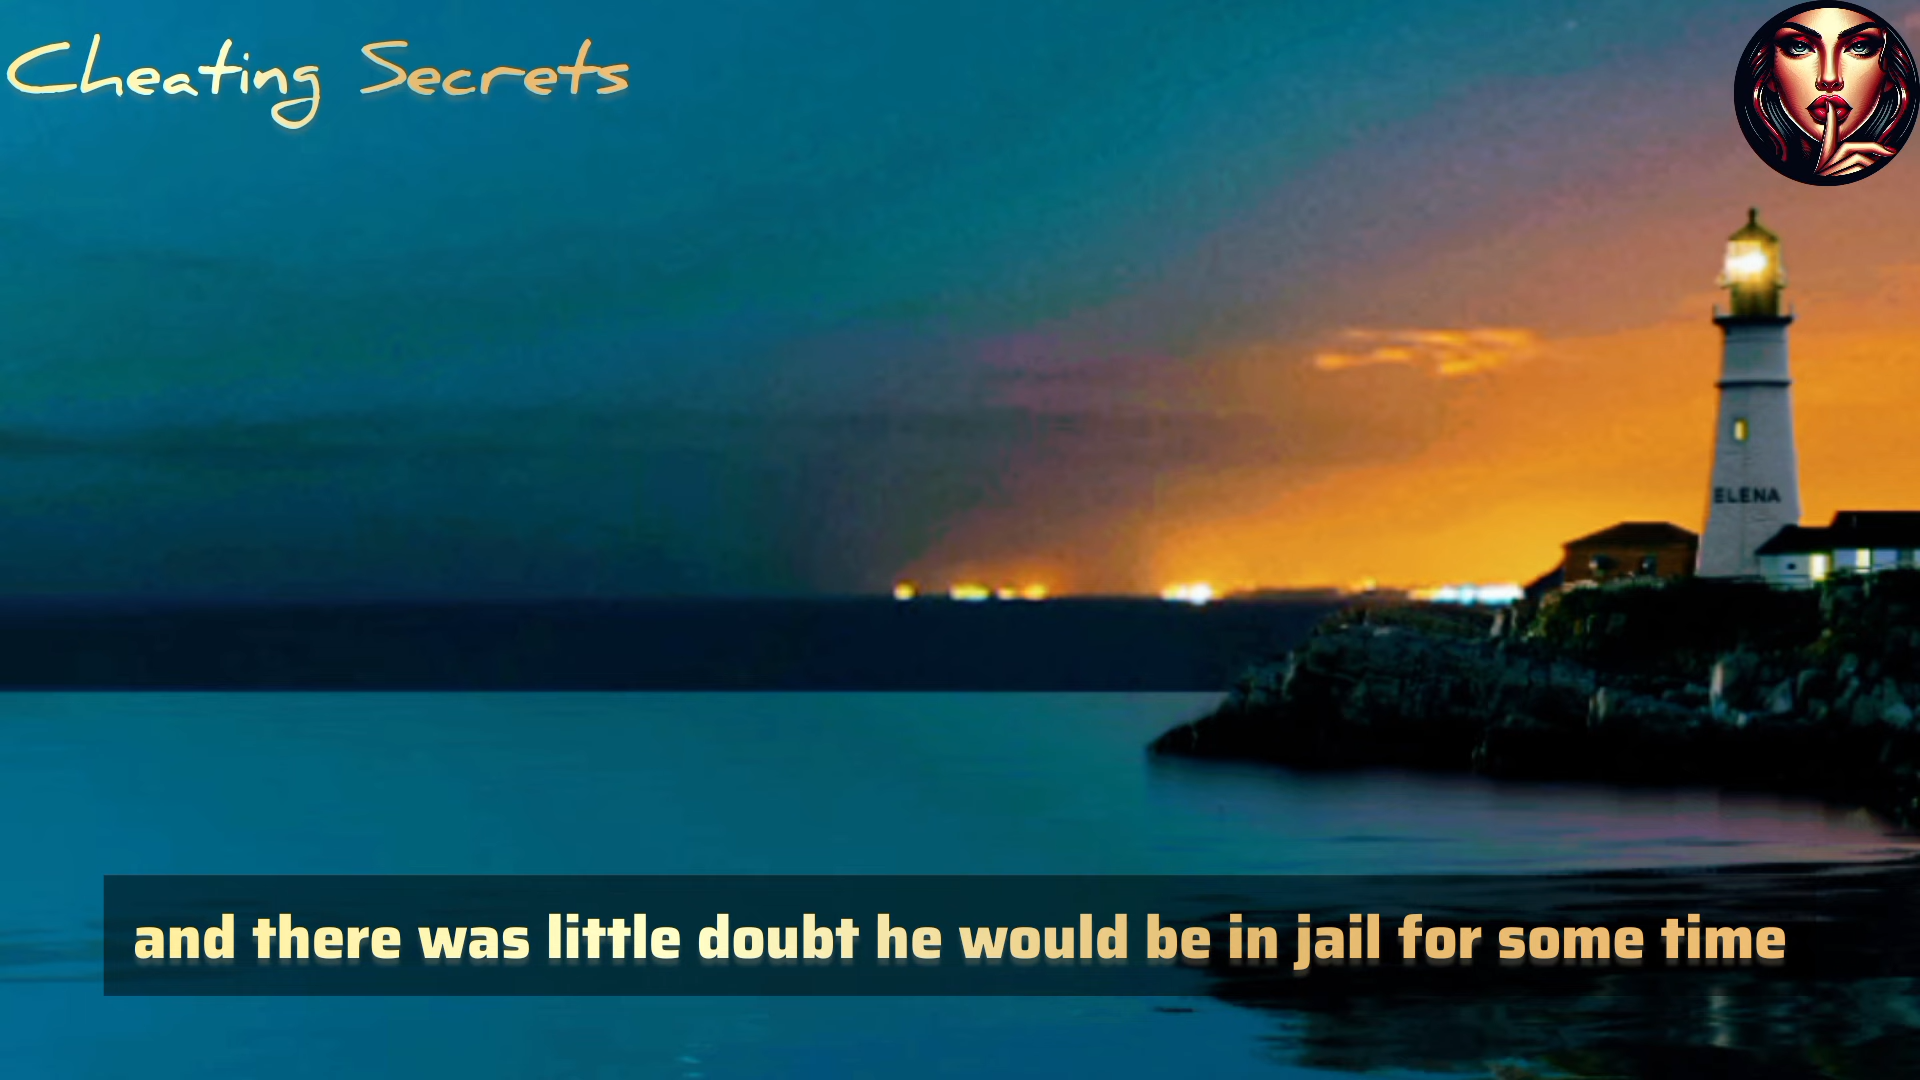 Cheating Secrets
ELENA
and there was little doubt he would be in jail for some time